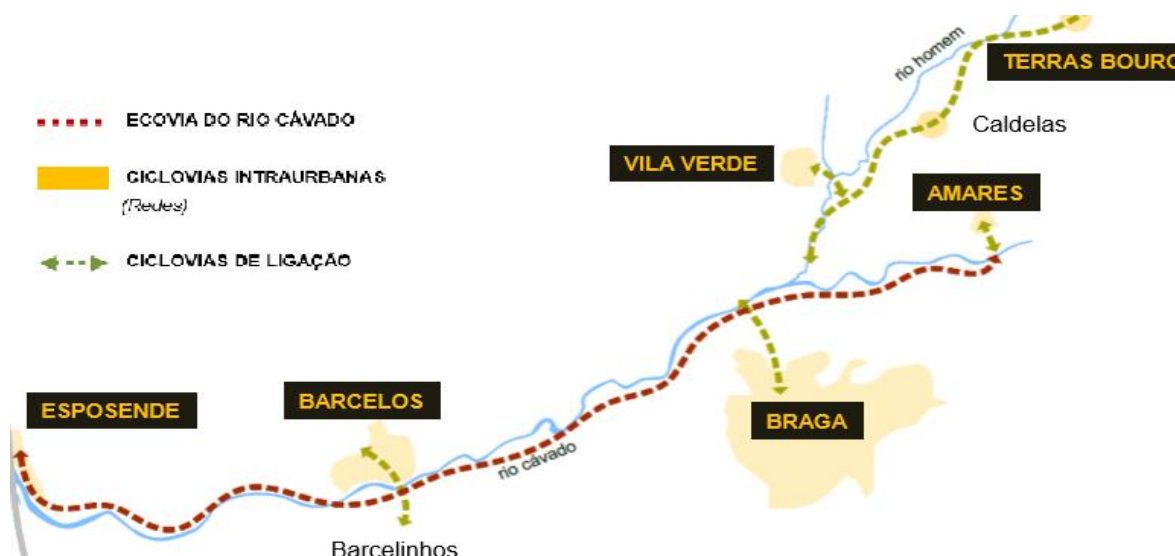 ECOVIA DO RIO CÁVADO
CICLOVIAS INTRAURBANAS
(Redes)
CICLOVIAS DE LIGAÇÃO
rio homem
TERRAS BOURO
Caldelas
VILA VERDE
AMARES
ESPOSENDE
BARCELOS
BRAGA
rio cávado
Barcelinhos